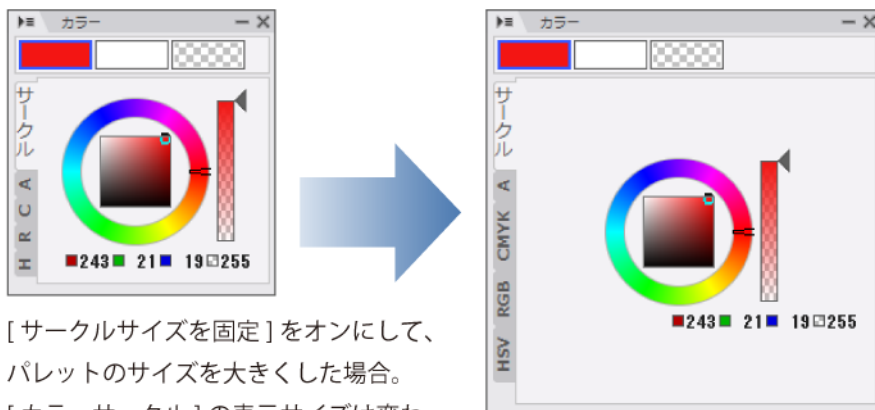 カラー
サークル
A
C
R
H
243 21 19 255
[ サークルサイズを固定 ] をオンにして、
パレットのサイズを大きくした場合。
カラー
サークル
A
CMYK
RGB
HSV
243 21 19 255